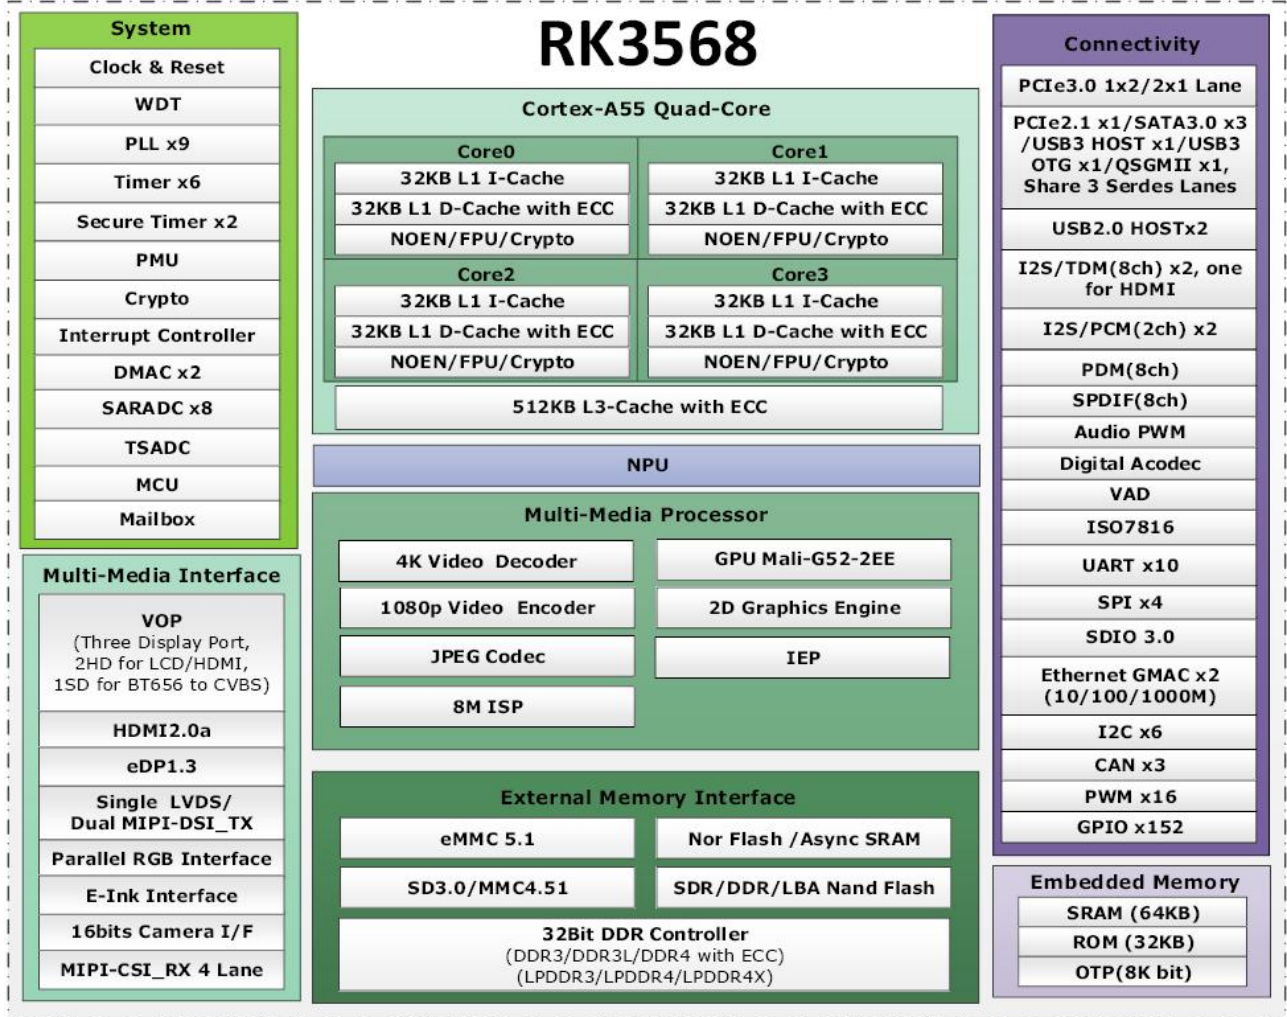 RK3568
System
Clock & Reset
WDT
PLL x9
Timer x6
Secure Timer x2
PMU
Crypto
Interrupt Controller
DMAC x2
SARADC x8
TSADC
MCU
Mailbox
Multi-Media Interface
VOP
(Three Display Port,
2HD for LCD/HDMI,
1SD for BT656 to CVBS)
HDMI2.0a
eDP1.3
Single LVDS/
Dual MIPI-DSI_TX
Parallel RGB Interface
E-Ink Interface
16bits Camera I/F
MIPI-CSI_RX 4 Lane
Cortex-A55 Quad-Core
Core0
32KB L1 I-Cache
32KB L1 D-Cache with ECC
NOEN/FPU/Crypto
Core1
32KB L1 I-Cache
32KB L1 D-Cache with ECC
NOEN/FPU/Crypto
Core2
32KB L1 I-Cache
32KB L1 D-Cache with ECC
NOEN/FPU/Crypto
Core3
32KB L1 I-Cache
32KB L1 D-Cache with ECC
NOEN/FPU/Crypto
512KB L3-Cache with ECC
NPU
Multi-Media Processor
4K Video Decoder
1080p Video Encoder
JPEG Codec
8M ISP
GPU Mali-G52-2EE
2D Graphics Engine
IEP
External Memory Interface
eMMC 5.1
Nor Flash /Async SRAM
SD3.0/MMC4.51
SDR/DDR/LBA Nand Flash
32Bit DDR Controller
(DDR3/DDR3L/DDR4 with ECC)
(LPDDR3/LPDDR4/LPDDR4X)
Connectivity
PCIe3.0 1x2/2x1 Lane
PCIe2.1 x1/SATA3.0 x3
/USB3 HOST x1/USB3
OTG x1/QSGMII x1,
Share 3 Serdes Lanes
USB2.0 HOSTx2
I2S/TDM(8ch) x2, one
for HDMI
I2S/PCM(2ch) x2
PDM(8ch)
SPDIF(8ch)
Audio PWM
Digital Acodec
VAD
ISO7816
UART x10
SPI x4
SDIO 3.0
Ethernet GMAC x2
(10/100/1000M)
I2C x6
CAN x3
PWM x16
GPIO x152
Embedded Memory
SRAM (64KB)
ROM (32KB)
OTP(8K bit)